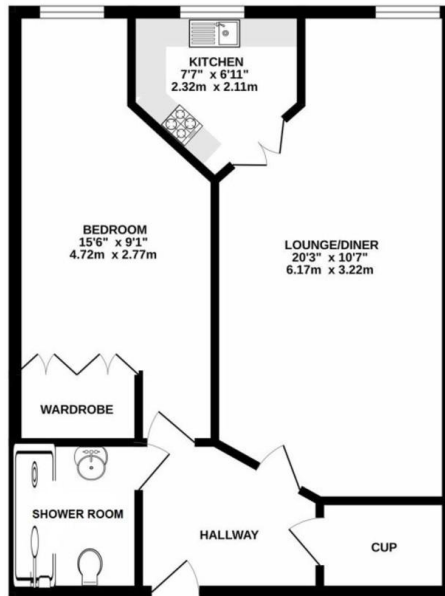 KITCHEN
7'7" x 6'11"
2.32m x 2.11m
BEDROOM
15'6" x 9'1"
4.72m x 2.77m
LOUNGE/DINER
20'3" x 10'7"
6.17m x 3.22m
WARDROBE
SHOWER ROOM
HALLWAY
CUP